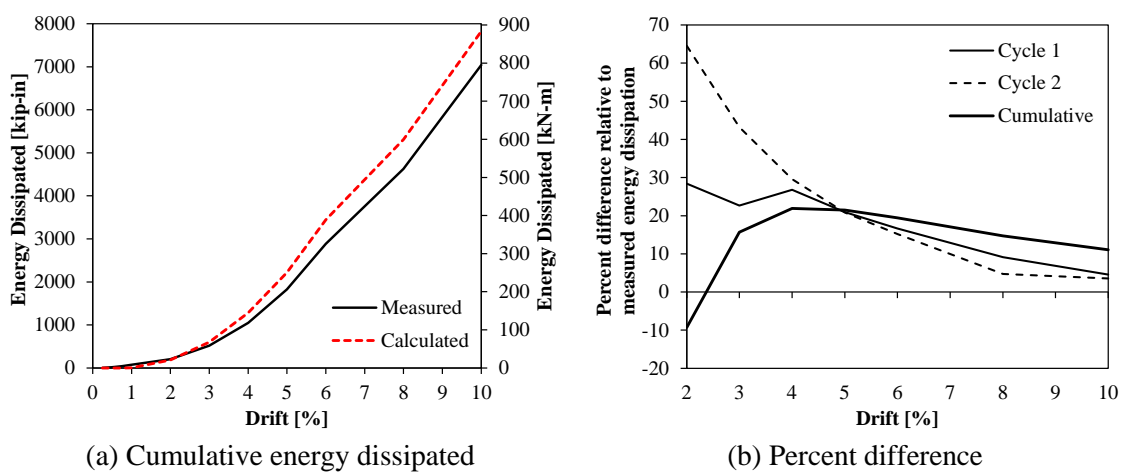 8000
7000
6000
5000
4000
3000
2000
1000
0
Energy Dissipated [kip-in]
900
800
700
600
500
400
300
200
100
0
Energy Dissipated [kN-m]
Measured
Calculated
0 1 2 3 4 5 6 7 8 9 10
Drift [%]
(a) Cumulative energy dissipated
70
60
50
40
30
20
10
0
-10
-20
Percent difference relative to
measured energy dissipation
Cycle 1
Cycle 2
Cumulative
2 3 4 5 6 7 8 9 10
Drift [%]
(b) Percent difference